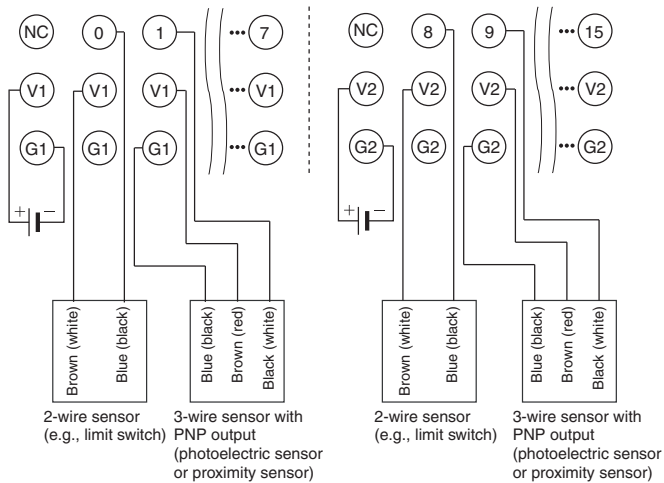 NC 0 1 ••• 7
V1 V1 V1 ••• V1
G1 G1 G1 ••• G1
+ −
Brown (white)
Blue (black)
Blue (black)
Brown (red)
Black (white)
2-wire sensor
(e.g., limit switch)
3-wire sensor with
PNP output
(photoelectric sensor
or proximity sensor)
NC 8 9 ••• 15
V2 V2 V2 ••• V2
G2 G2 G2 ••• G2
+ −
Brown (white)
Blue (black)
Blue (black)
Brown (red)
Black (white)
2-wire sensor
(e.g., limit switch)
3-wire sensor with
PNP output
(photoelectric sensor
or proximity sensor)